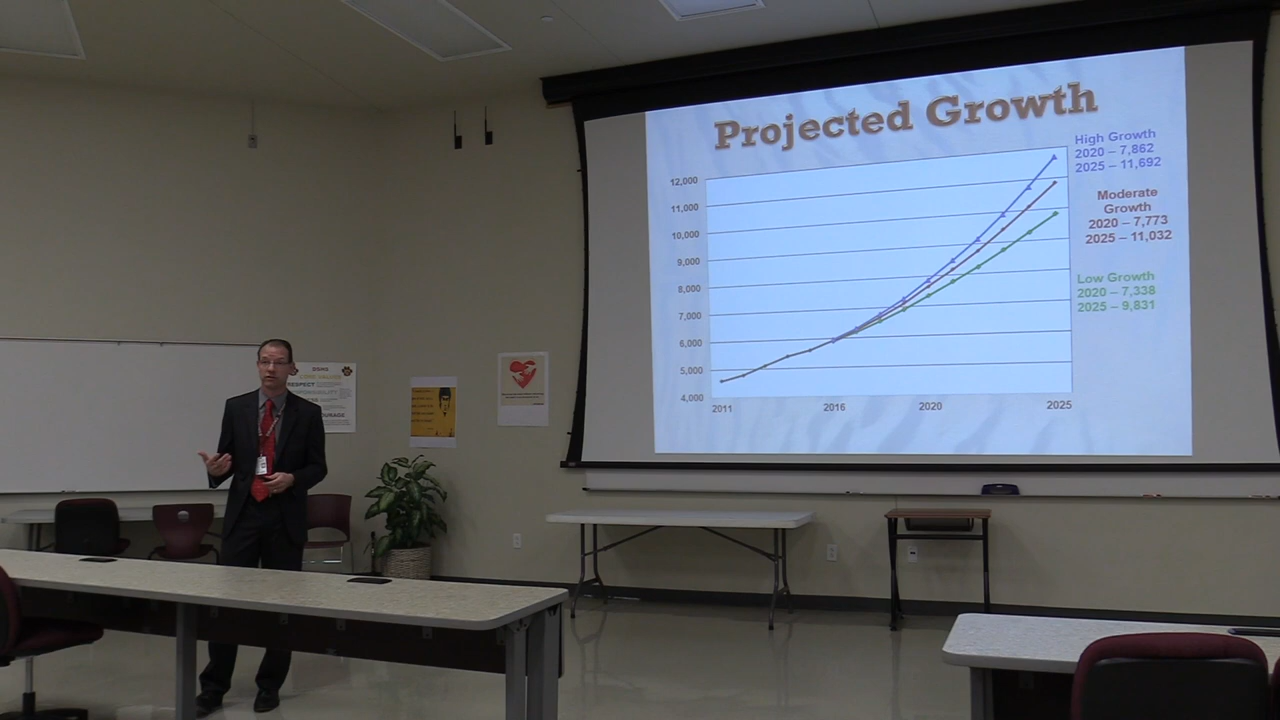 Projected Growth
High Growth
2020 – 7,862
2025 – 11,692
Moderate
Growth
2020 – 7,773
2025 – 11,032
Low Growth
2020 – 7,338
2025 – 9,831
12,000
11,000
10,000
9,000
8,000
7,000
6,000
5,000
4,000
2011
2016
2020
2025
RESPECT